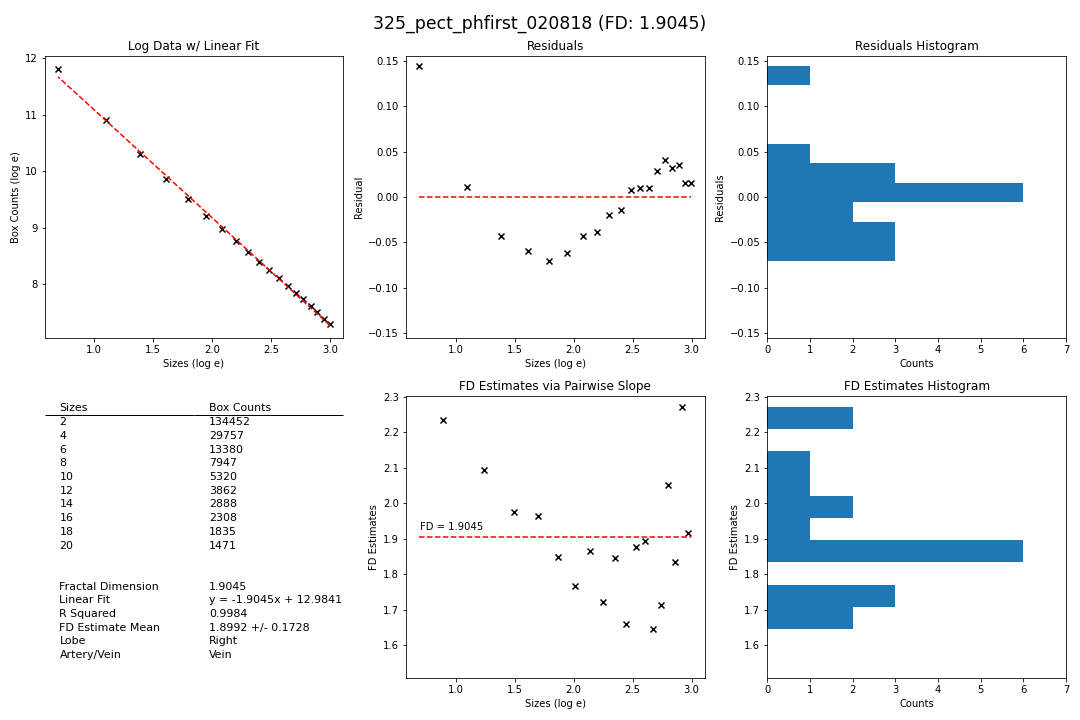 325_pect_phfirst_020818 (FD: 1.9045)
Log Data w/ Linear Fit
12
11
10
9
8
Box Counts (log e)
1.0 1.5 2.0 2.5 3.0
Sizes (log e)
Residuals
0.15
0.10
0.05
0.00
−0.05
−0.10
−0.15
Residual
1.0 1.5 2.0 2.5 3.0
Sizes (log e)
Residuals Histogram
0.15
0.10
0.05
0.00
−0.05
−0.10
−0.15
Residuals
0 1 2 3 4 5 6 7
Counts
Sizes Box Counts
2 134452
4 29757
6 13380
8 7947
10 5320
12 3862
14 2888
16 2308
18 1835
20 1471
Fractal Dimension 1.9045
Linear Fit y = -1.9045x + 12.9841
R Squared 0.9984
FD Estimate Mean 1.8992 +/- 0.1728
Lobe Right
Artery/Vein Vein
FD Estimates via Pairwise Slope
2.3
2.2
2.1
2.0
1.9
1.8
1.7
1.6
FD Estimates
FD = 1.9045
1.0 1.5 2.0 2.5 3.0
Sizes (log e)
FD Estimates Histogram
2.3
2.2
2.1
2.0
1.9
1.8
1.7
1.6
FD Estimates
0 1 2 3 4 5 6 7
Counts